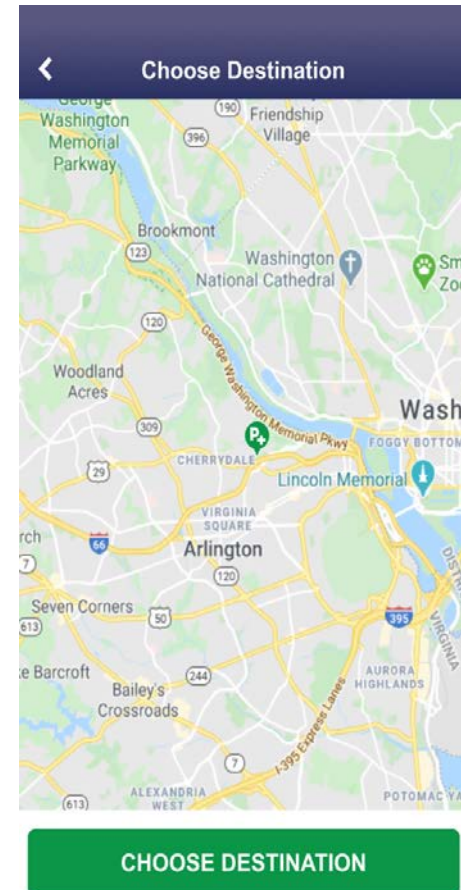 Choose Destination
George
Washington
Memorial
Parkway
190
Friendship
Village
396
Brookmont
123
Washington
National Cathedral
Sm
Zoo
120
George Washington Memorial Pkwy
Woodland
Acres
309
P+
Wash
FOGGY BOTTOM
CHERRYDALE
29
Lincoln Memorial
VIRGINIA
SQUARE
rch
66
Arlington
7
120
DISTRI
VIRGINIA
Seven Corners
50
395
613
e Barcroft
244
AURORA
HIGHLANDS
Bailey's
Crossroads
I-395 Express Lanes
7
ALEXANDRIA
WEST
613
POTOMAC YA
CHOOSE DESTINATION